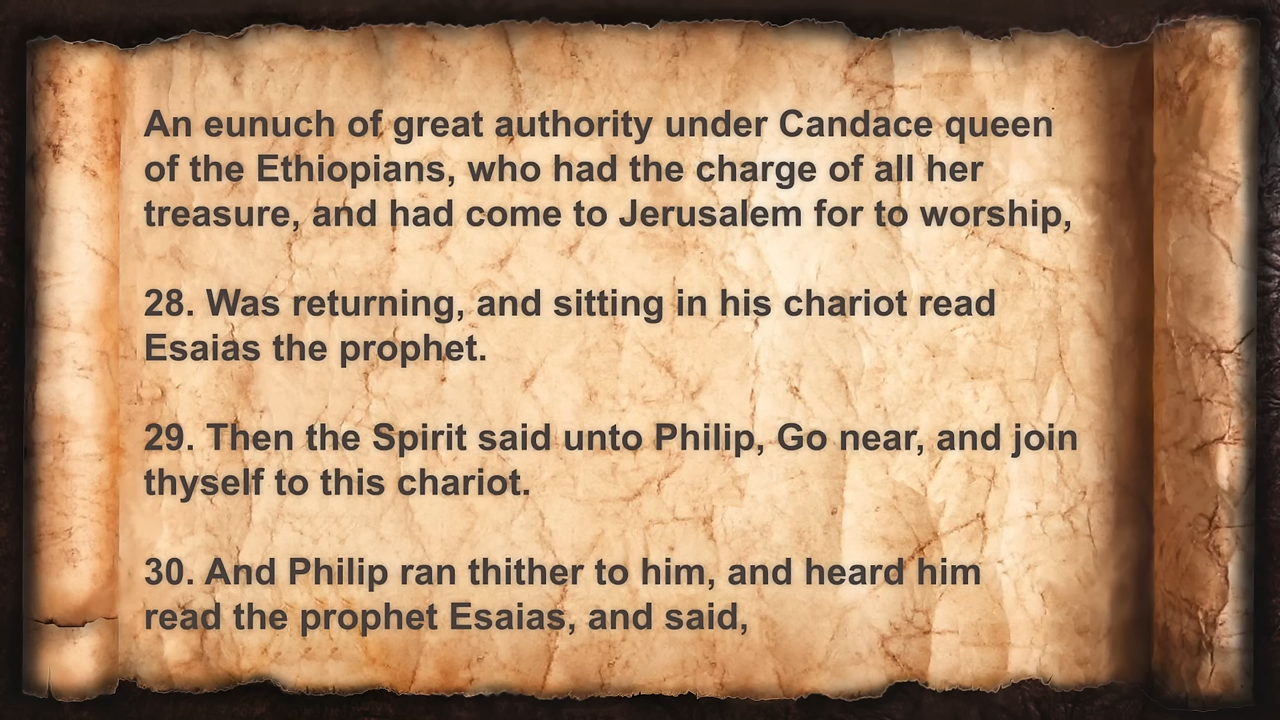 An eunuch of great authority under Candace queen
of the Ethiopians, who had the charge of all her
treasure, and had come to Jerusalem for to worship,
28. Was returning, and sitting in his chariot read
Esaias the prophet.
29. Then the Spirit said unto Philip, Go near, and join
thyself to this chariot.
30. And Philip ran thither to him, and heard him
read the prophet Esaias, and said,